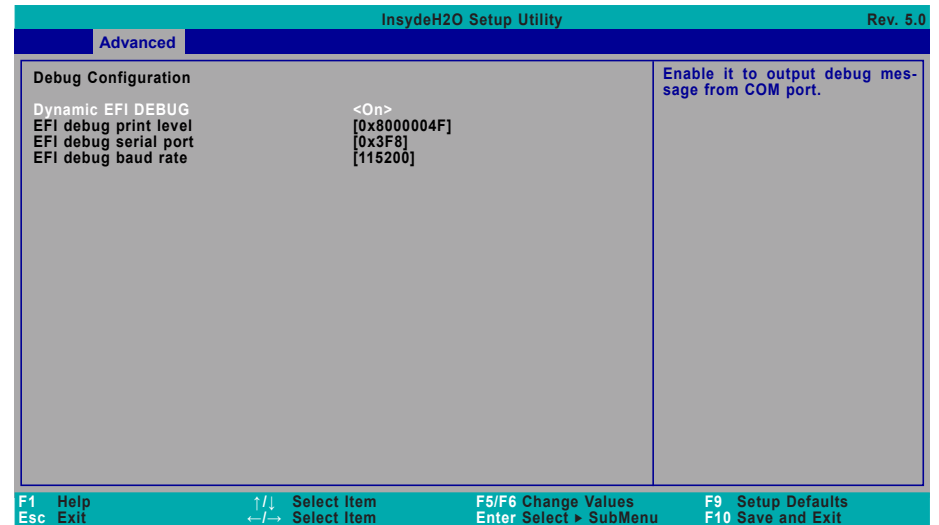 InsydeH2O Setup Utility Rev. 5.0
Advanced
Debug Configuration
Dynamic EFI DEBUG <On>
EFI debug print level [0x8000004F]
EFI debug serial port [0x3F8]
EFI debug baud rate [115200]
Enable it to output debug mes-
sage from COM port.
F1 Help ↑/↓ Select Item F5/F6 Change Values F9 Setup Defaults
Esc Exit ←/→ Select Item Enter Select ▶ SubMenu F10 Save and Exit